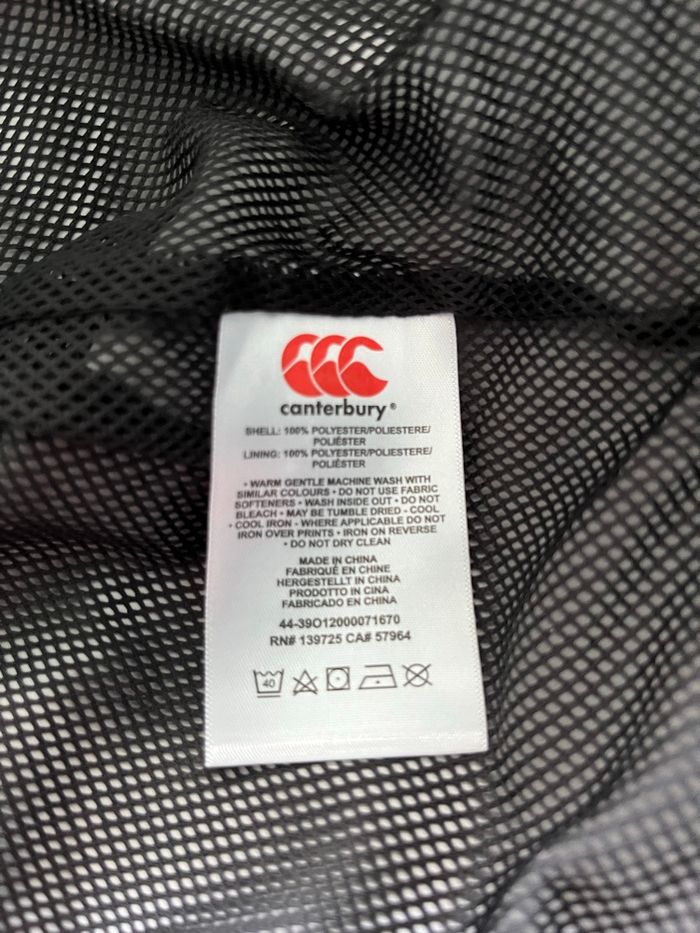 canterbury®
SHELL: 100% POLYESTER/POLIESTERE/
POLIÉSTER
LINING: 100% POLYESTER/POLIESTERE/
POLIÉSTER
• WARM GENTLE MACHINE WASH WITH
SIMILAR COLOURS • DO NOT USE FABRIC
SOFTENERS • WASH INSIDE OUT • DO NOT
BLEACH • MAY BE TUMBLE DRIED - COOL
• COOL IRON - WHERE APPLICABLE DO NOT
IRON OVER PRINTS • IRON ON REVERSE
• DO NOT DRY CLEAN
MADE IN CHINA
FABRIQUÉ EN CHINE
HERGESTELLT IN CHINA
PRODOTTO IN CINA
FABRICADO EN CHINA
44-39O12000071670
RN# 139725 CA# 57964
40